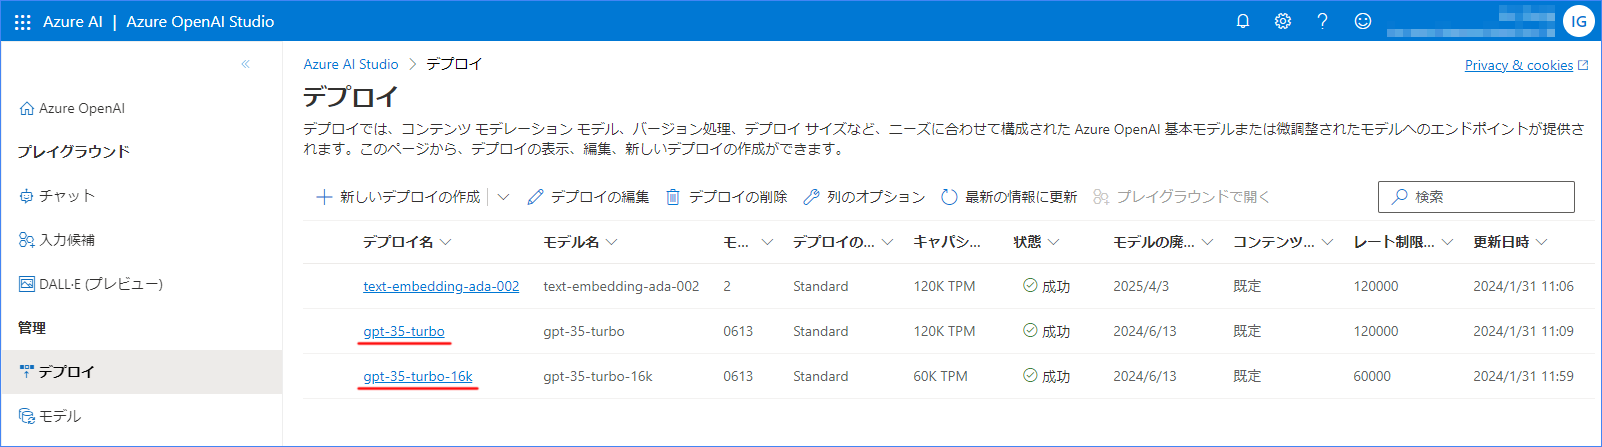 Azure AI | Azure OpenAI Studio
IG
Azure AI Studio > デプロイ
Privacy & cookies
Azure OpenAI
プレイグラウンド
チャット
入力候補
DALL·E (プレビュー)
管理
デプロイ
モデル
デプロイ
デプロイでは、コンテンツ モデレーション モデル、バージョン処理、デプロイ サイズなど、ニーズに合わせて構成された Azure OpenAI 基本モデルまたは微調整されたモデルへのエンドポイントが提供さ
れます。このページから、デプロイの表示、編集、新しいデプロイの作成ができます。
新しいデプロイの作成 デプロイの編集 デプロイの削除 列のオプション 最新の情報に更新 プレイグラウンドで開く 検索
デプロイ名 モデル名 モ... デプロイの... キャパシ... 状態 モデルの廃... コンテンツ... レート制限... 更新日時
text-embedding-ada-002 text-embedding-ada-002 2 Standard 120K TPM 成功 2025/4/3 既定 120000 2024/1/31 11:06
gpt-35-turbo gpt-35-turbo 0613 Standard 120K TPM 成功 2024/6/13 既定 120000 2024/1/31 11:09
gpt-35-turbo-16k gpt-35-turbo-16k 0613 Standard 60K TPM 成功 2024/6/13 既定 60000 2024/1/31 11:59